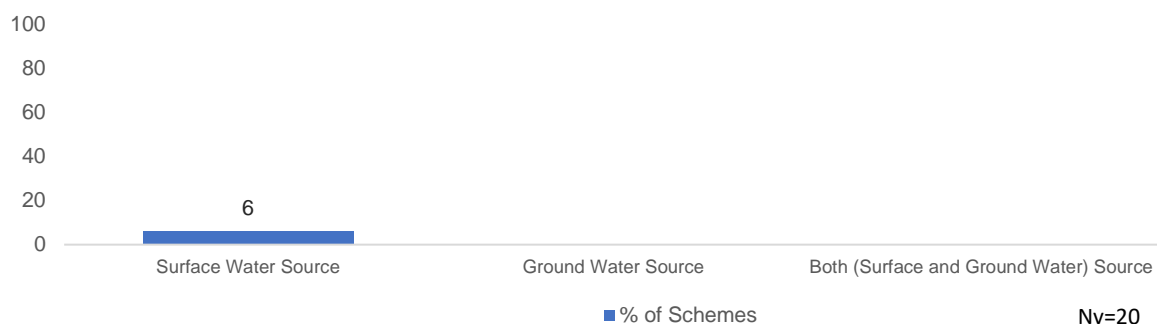 100
80
60
40
20
0
6
Surface Water Source Ground Water Source Both (Surface and Ground Water) Source
% of Schemes
Nv=20